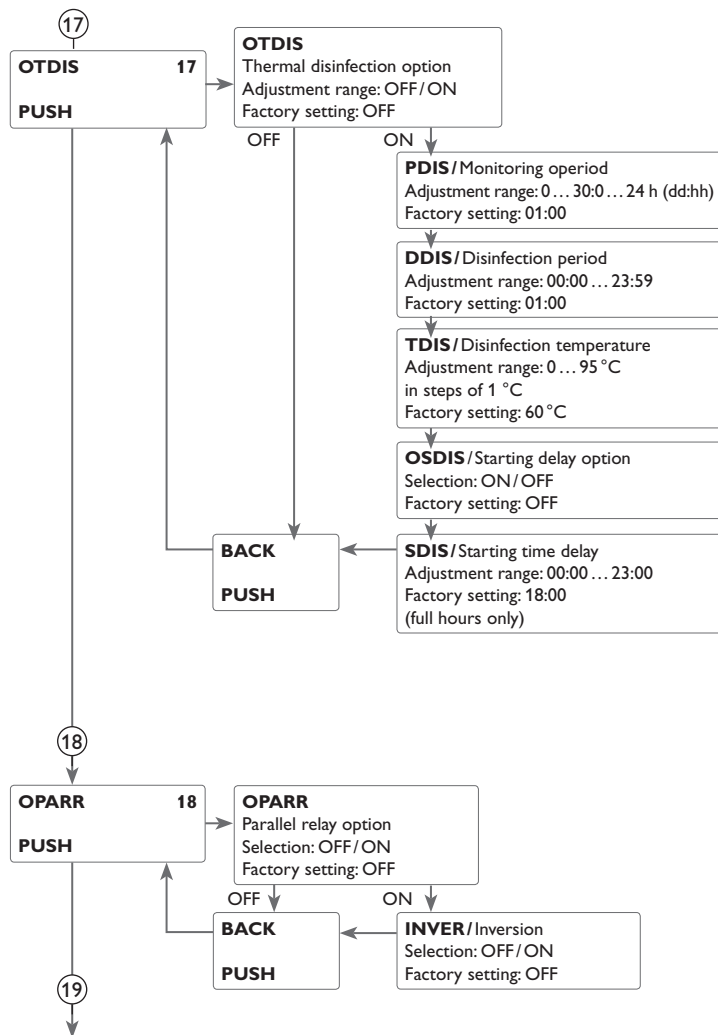 17
OTDIS 17
PUSH
OTDIS
Thermal disinfection option
Adjustment range: OFF / ON
Factory setting: OFF
OFF
ON
PDIS / Monitoring operiod
Adjustment range: 0 … 30:0 … 24 h (dd:hh)
Factory setting: 01:00
DDIS / Disinfection period
Adjustment range: 00:00 … 23:59
Factory setting: 01:00
TDIS / Disinfection temperature
Adjustment range: 0 … 95 °C
in steps of 1 °C
Factory setting: 60 °C
OSDIS / Starting delay option
Selection: ON / OFF
Factory setting: OFF
SDIS / Starting time delay
Adjustment range: 00:00 … 23:00
Factory setting: 18:00
(full hours only)
BACK
PUSH
18
OPARR 18
PUSH
OPARR
Parallel relay option
Selection: OFF / ON
Factory setting: OFF
OFF
ON
BACK
PUSH
INVER / Inversion
Selection: OFF / ON
Factory setting: OFF
19